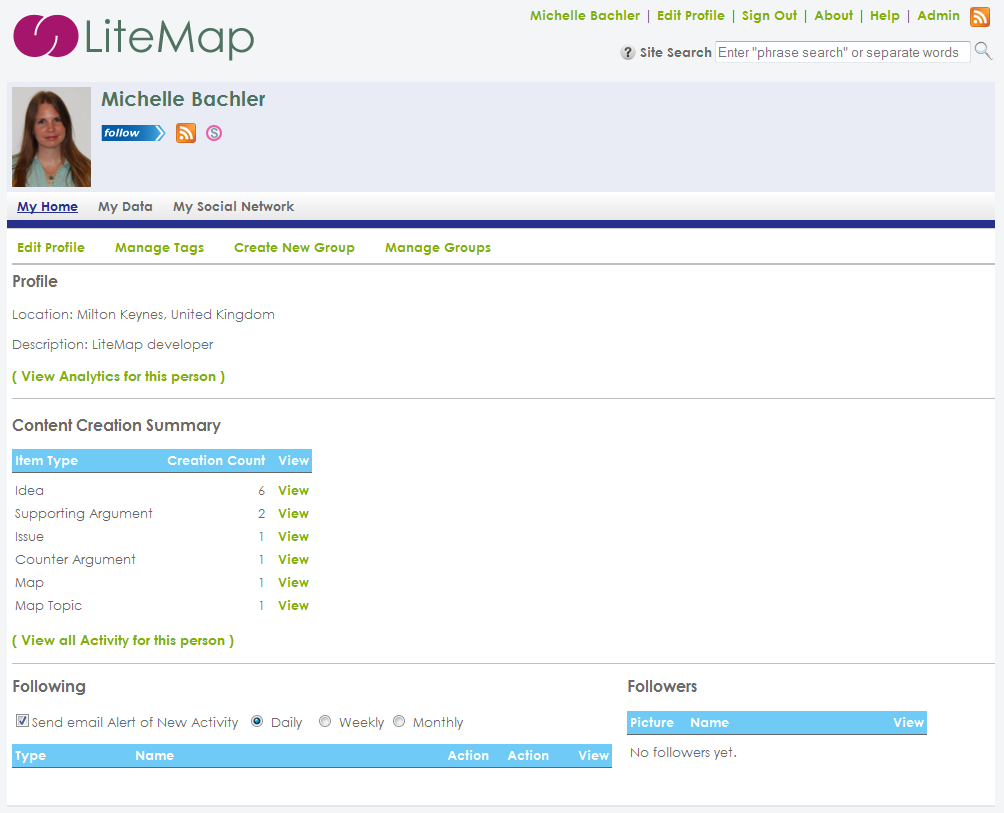 LiteMap
Michelle Bachler | Edit Profile | Sign Out | About | Help | Admin
? Site Search Enter "phrase search" or separate words
Michelle Bachler
follow S
My Home My Data My Social Network
Edit Profile Manage Tags Create New Group Manage Groups
Profile
Location: Milton Keynes, United Kingdom
Description: LiteMap developer
( View Analytics for this person )
Content Creation Summary
Item Type Creation Count View
Idea 6 View
Supporting Argument 2 View
Issue 1 View
Counter Argument 1 View
Map 1 View
Map Topic 1 View
( View all Activity for this person )
Following
Send email Alert of New Activity Daily Weekly Monthly
Type Name Action Action View
Followers
Picture Name View
No followers yet.